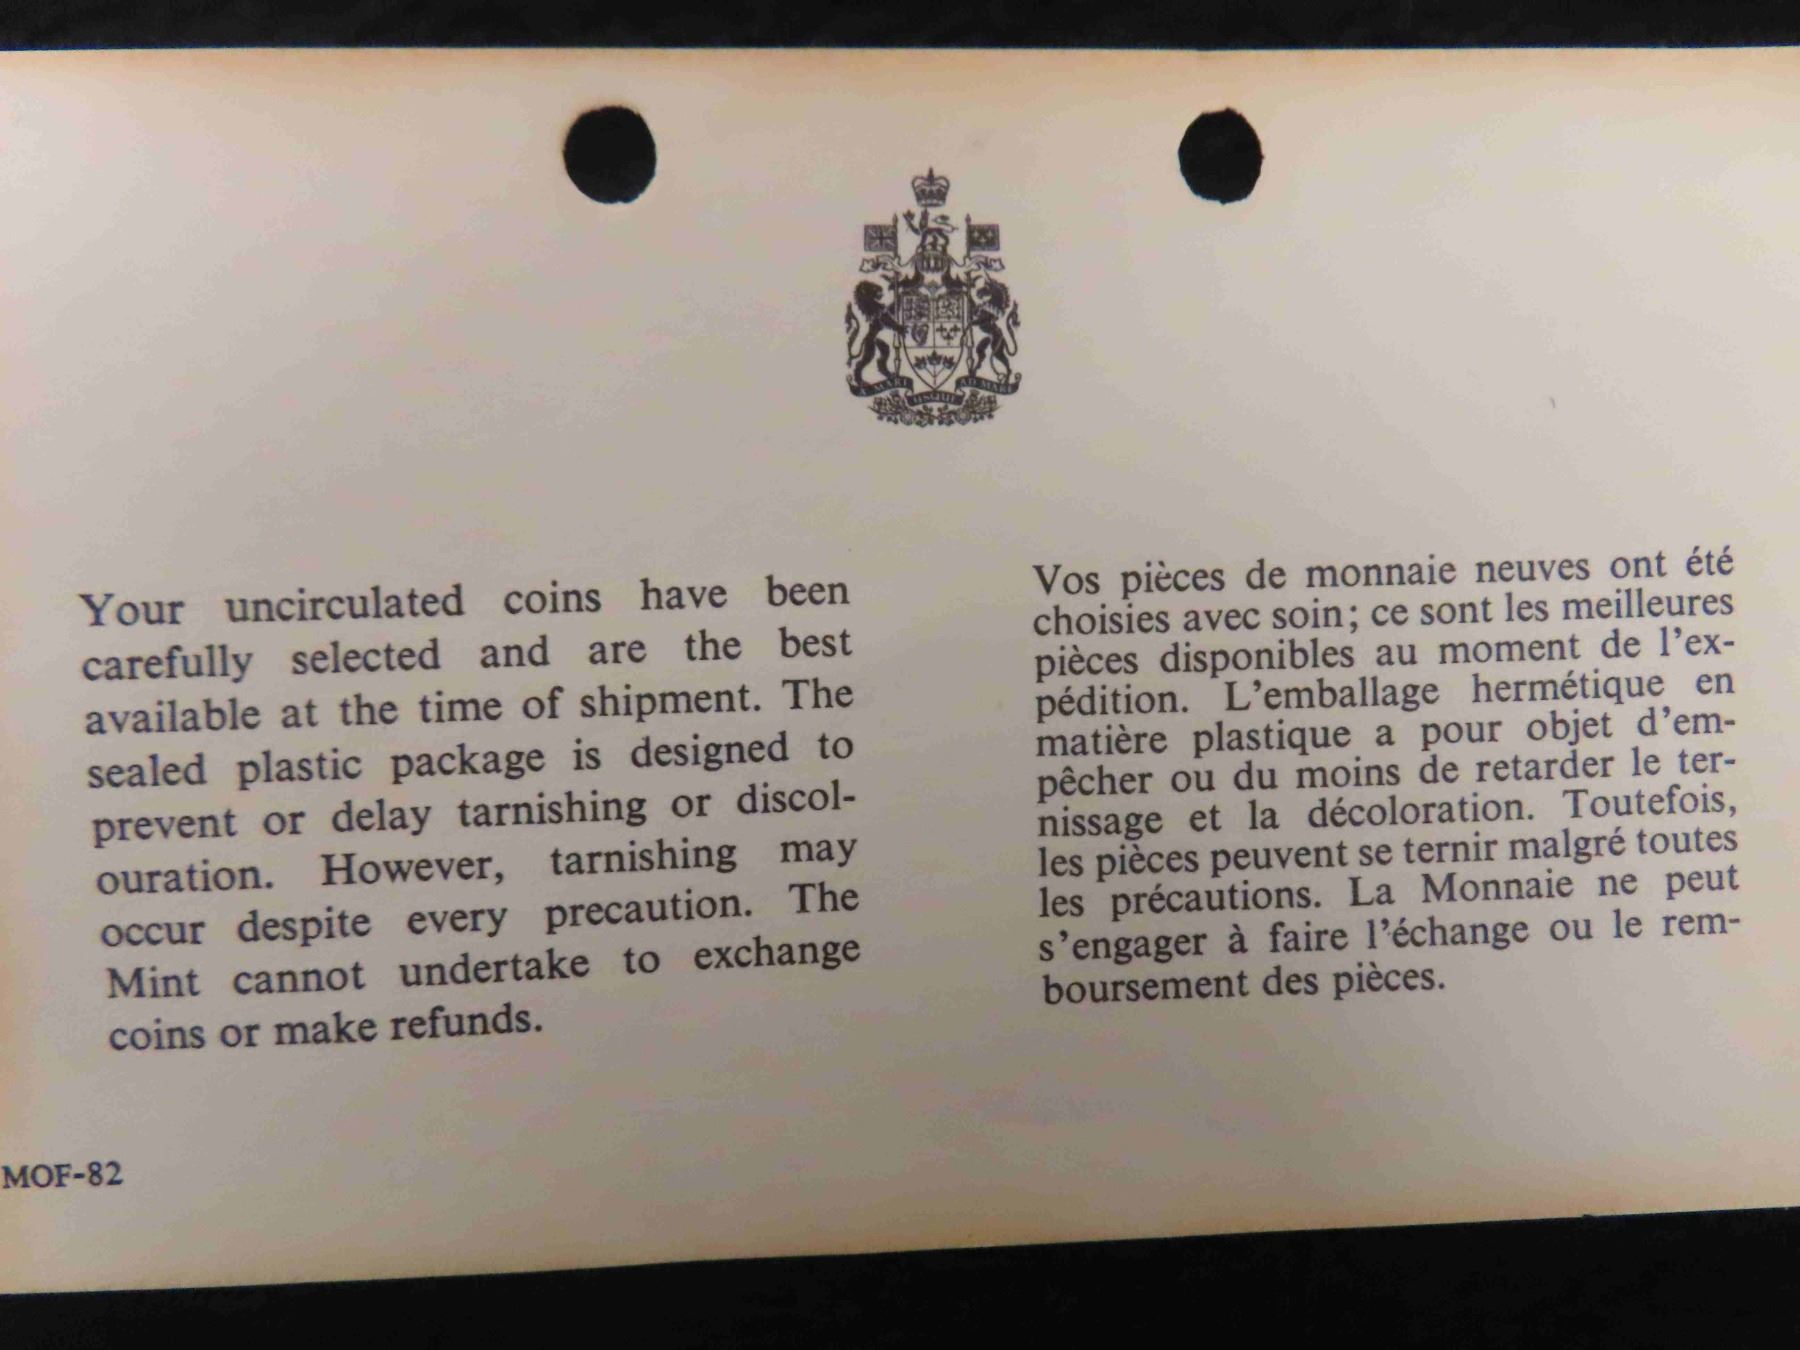 A MARI USQUE AD MARE
Your uncirculated coins have been
carefully selected and are the best
available at the time of shipment. The
sealed plastic package is designed to
prevent or delay tarnishing or discol-
ouration. However, tarnishing may
occur despite every precaution. The
Mint cannot undertake to exchange
coins or make refunds.
Vos pièces de monnaie neuves ont été
choisies avec soin; ce sont les meilleures
pièces disponibles au moment de l'ex-
pédition. L'emballage hermétique en
matière plastique a pour objet d'em-
pêcher ou du moins de retarder le ter-
nissage et la décoloration. Toutefois,
les pièces peuvent se ternir malgré toutes
les précautions. La Monnaie ne peut
s'engager à faire l'échange ou le rem-
boursement des pièces.
MOF-82